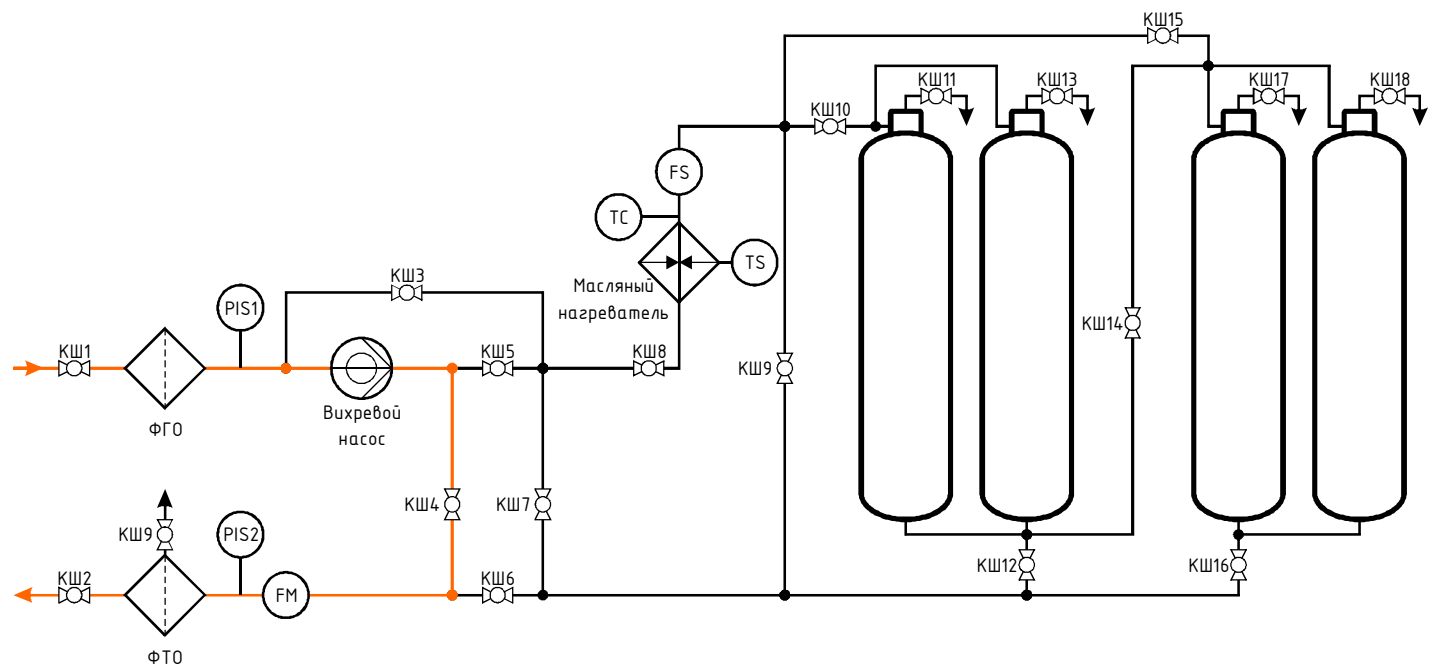 КШ15
КШ11
КШ13
КШ17
КШ18
КШ10
FS
TC
TS
КШ3
Масляный
нагреватель
PIS1
КШ14
КШ1
КШ5
КШ8
КШ9
Вихревой
насос
ФГО
КШ4
КШ7
КШ9
PIS2
КШ12
КШ16
КШ2
FM
КШ6
ФТО